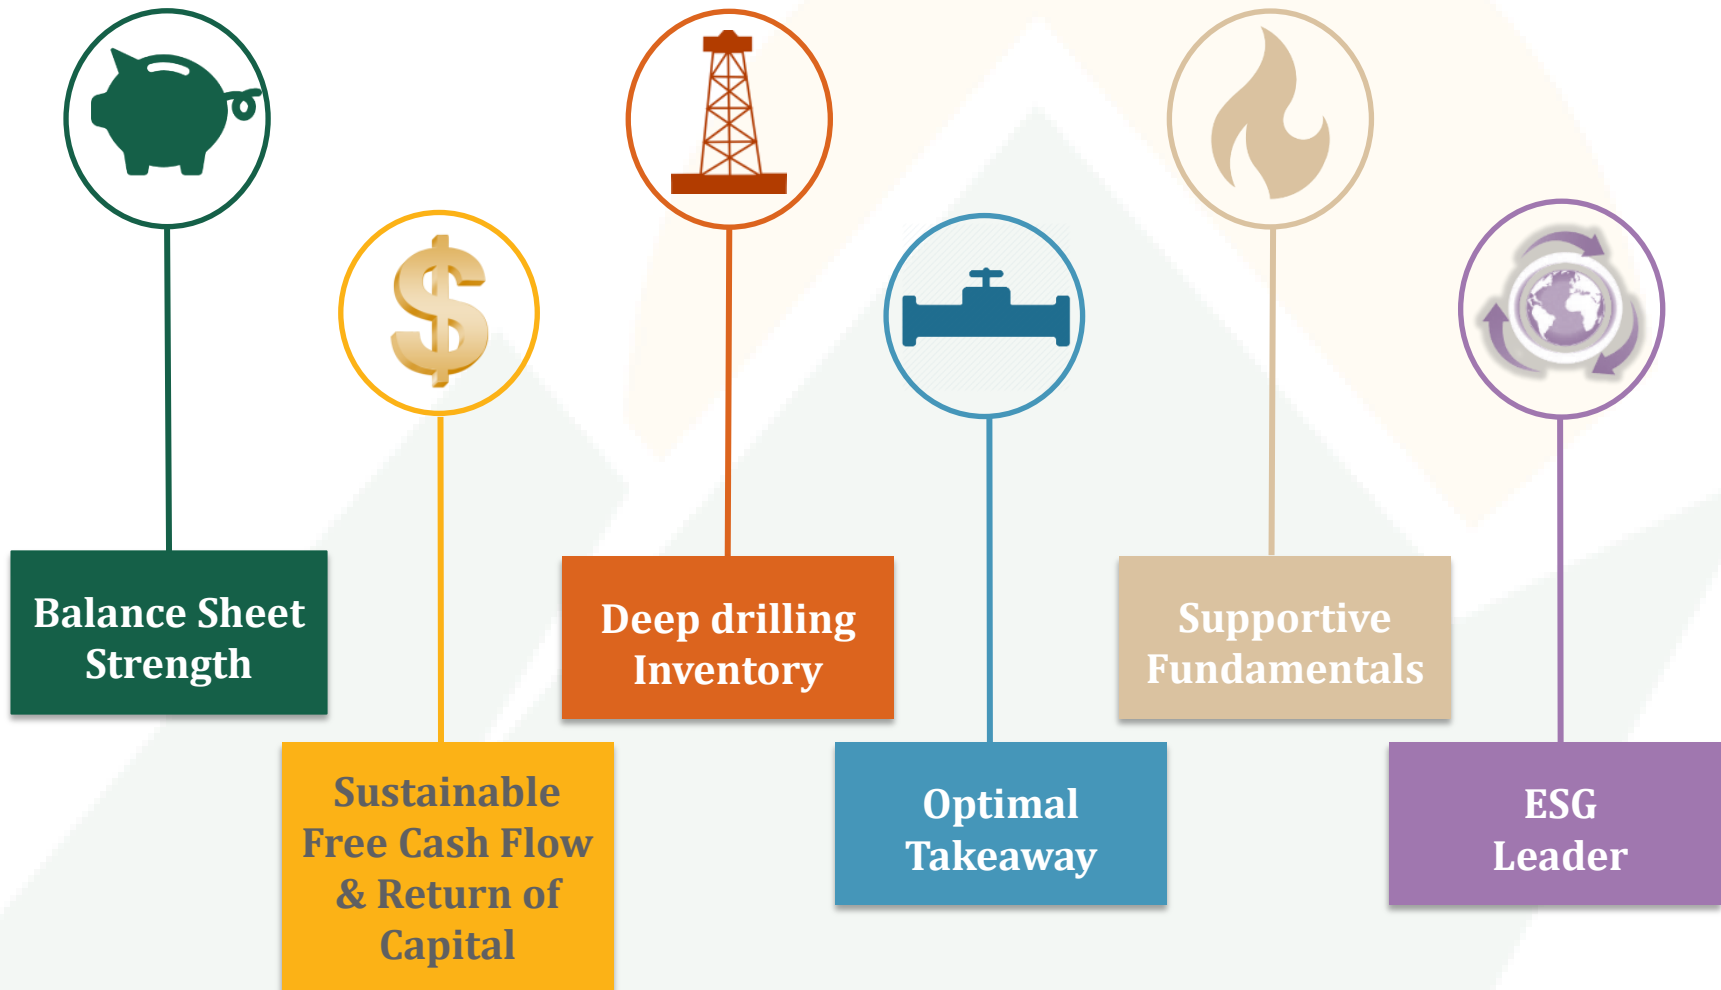 Balance Sheet
Strength
Sustainable
Free Cash Flow
& Return of
Capital
Deep drilling
Inventory
Optimal
Takeaway
Supportive
Fundamentals
ESG
Leader